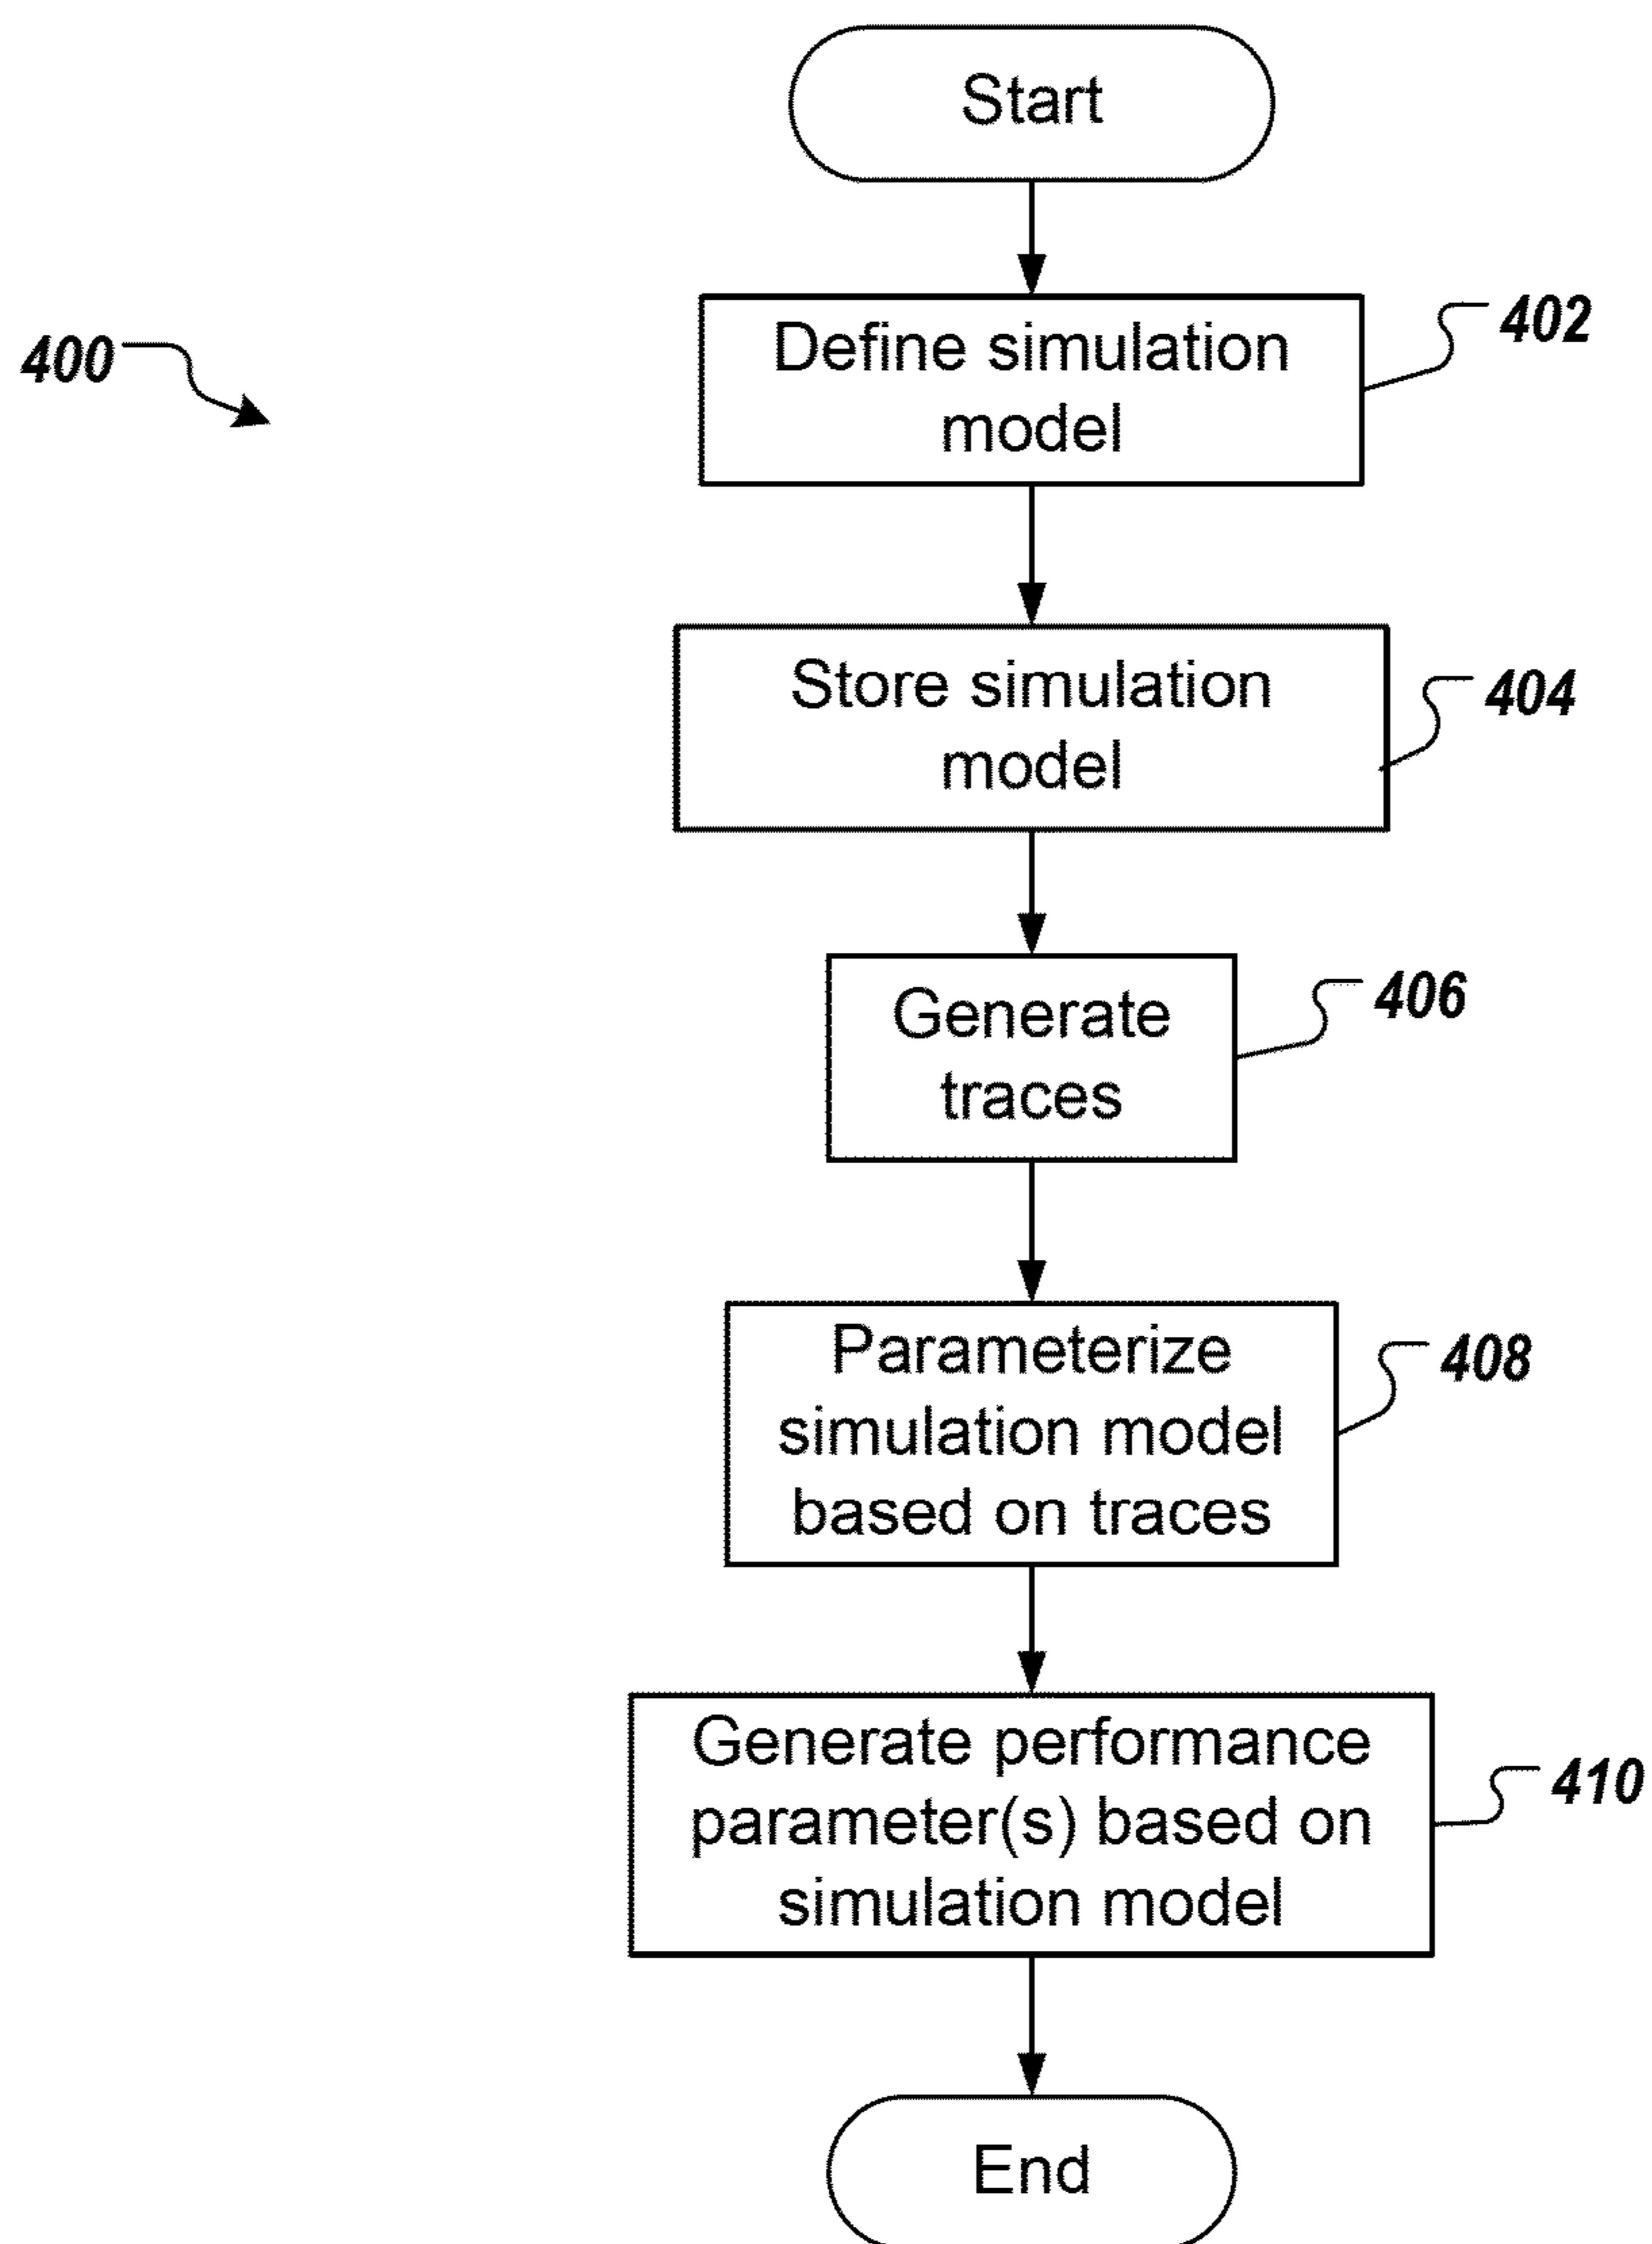 Start
400
Define simulation
model
402
Store simulation
model
404
Generate
traces
406
Parameterize
simulation model
based on traces
408
Generate performance
parameter(s) based on
simulation model
410
End